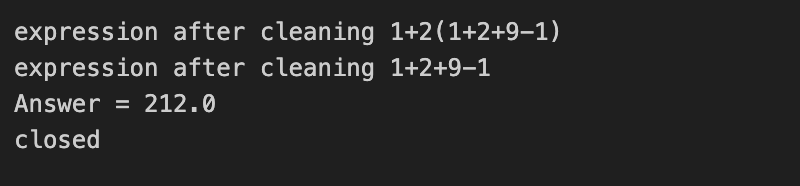 expression after cleaning 1+2(1+2+9-1)
expression after cleaning 1+2+9-1
Answer = 212.0
closed